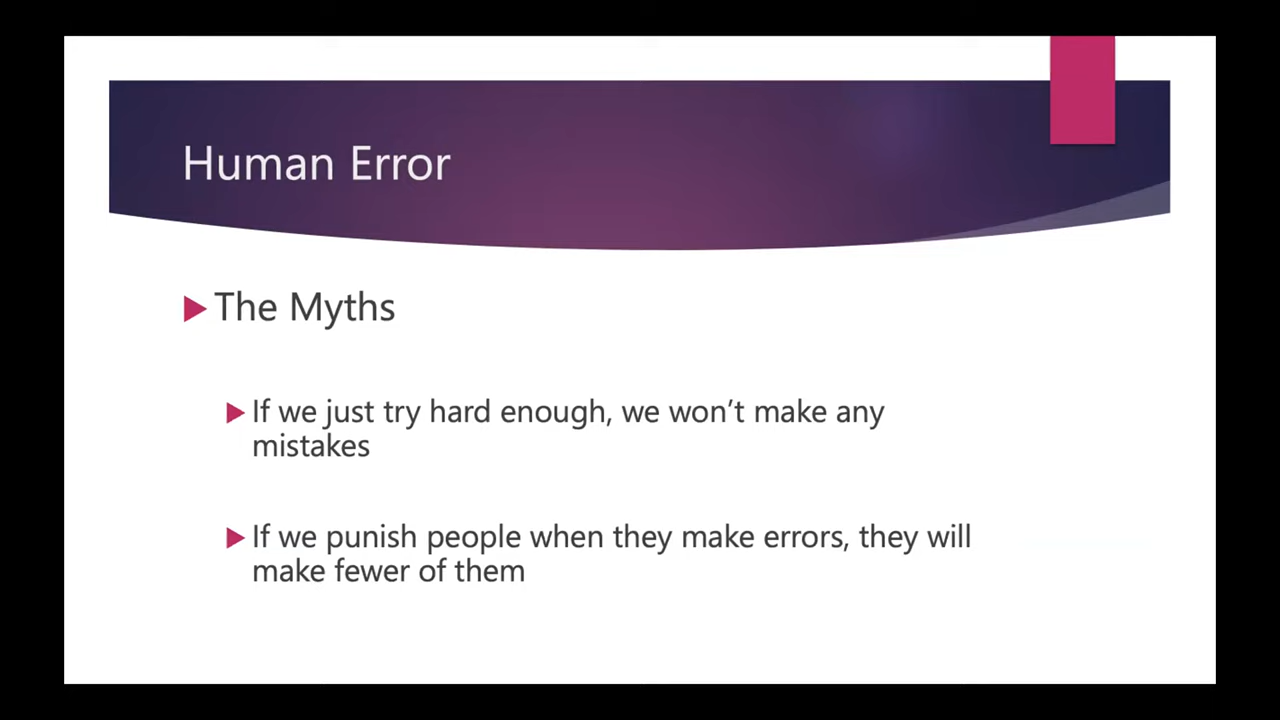 Human Error
The Myths
If we just try hard enough, we won’t make any
mistakes
If we punish people when they make errors, they will
make fewer of them